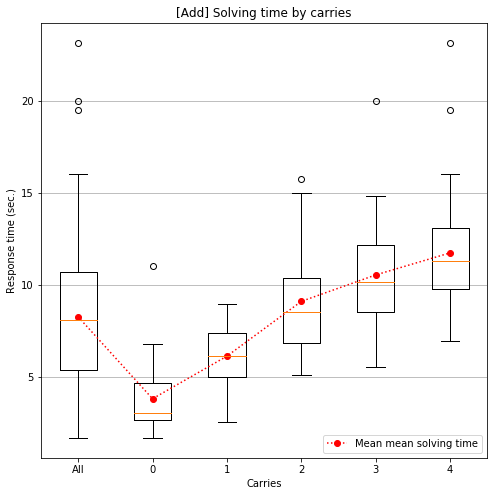 [Add] Solving time by carries
Response time (sec.)
20
15
10
5
All 0 1 2 3 4
Carries
Mean mean solving time